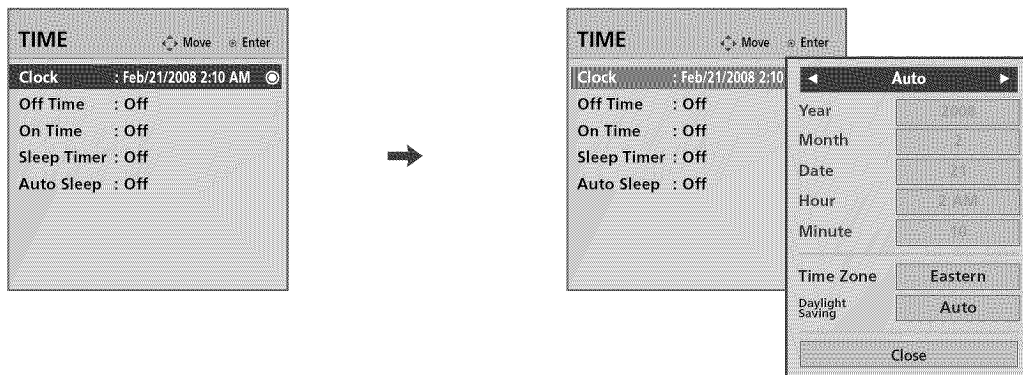 TIME Move Enter
Clock : Feb/21/2008 2:10 AM
Off Time : Off
On Time : Off
Sleep Timer : Off
Auto Sleep : Off
TIME Move Enter
Clock : Feb/21/2008 2:10
Off Time : Off
On Time : Off
Sleep Timer : Off
Auto Sleep : Off
Auto
Year 2008
Month 2
Date 21
Hour 2 AM
Minute 10
Time Zone Eastern
Daylight
Saving Auto
Close